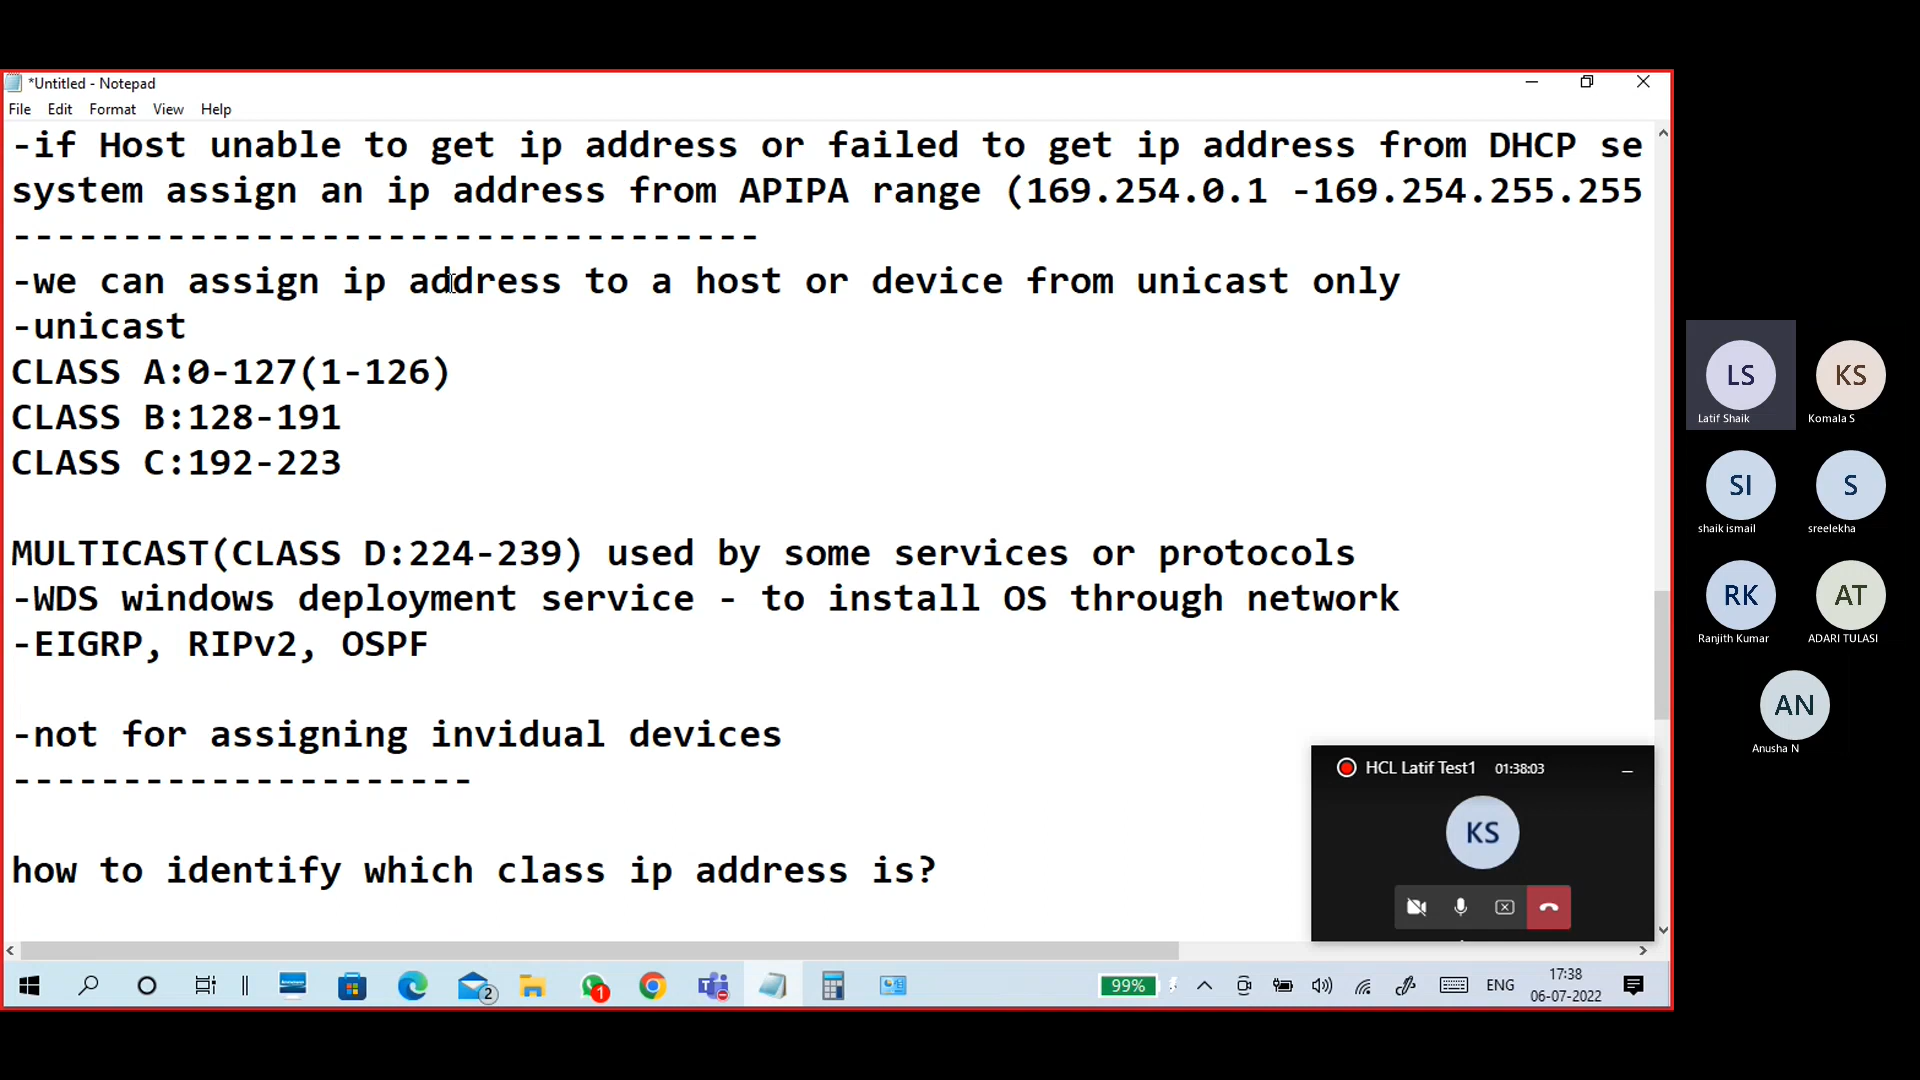 *Untitled - Notepad
File Edit Format View Help
-if Host unable to get ip address or failed to get ip address from DHCP se
system assign an ip address from APIPA range (169.254.0.1 -169.254.255.255
----------------------------------
-we can assign ip address to a host or device from unicast only
-unicast
CLASS A:0-127(1-126)
CLASS B:128-191
CLASS C:192-223
MULTICAST(CLASS D:224-239) used by some services or protocols
-WDS windows deployment service - to install OS through network
-EIGRP, RIPv2, OSPF
-not for assigning invidual devices
---------------------
how to identify which class ip address is?
HCL Latif Test1 01:38:03
KS
2
1
99%
ENG
17:38
06-07-2022
LS
Latif Shaik
KS
Komala S
SI
shaik ismail
S
sreelekha
RK
Ranjith Kumar
AT
ADARI TULASI
AN
Anusha N